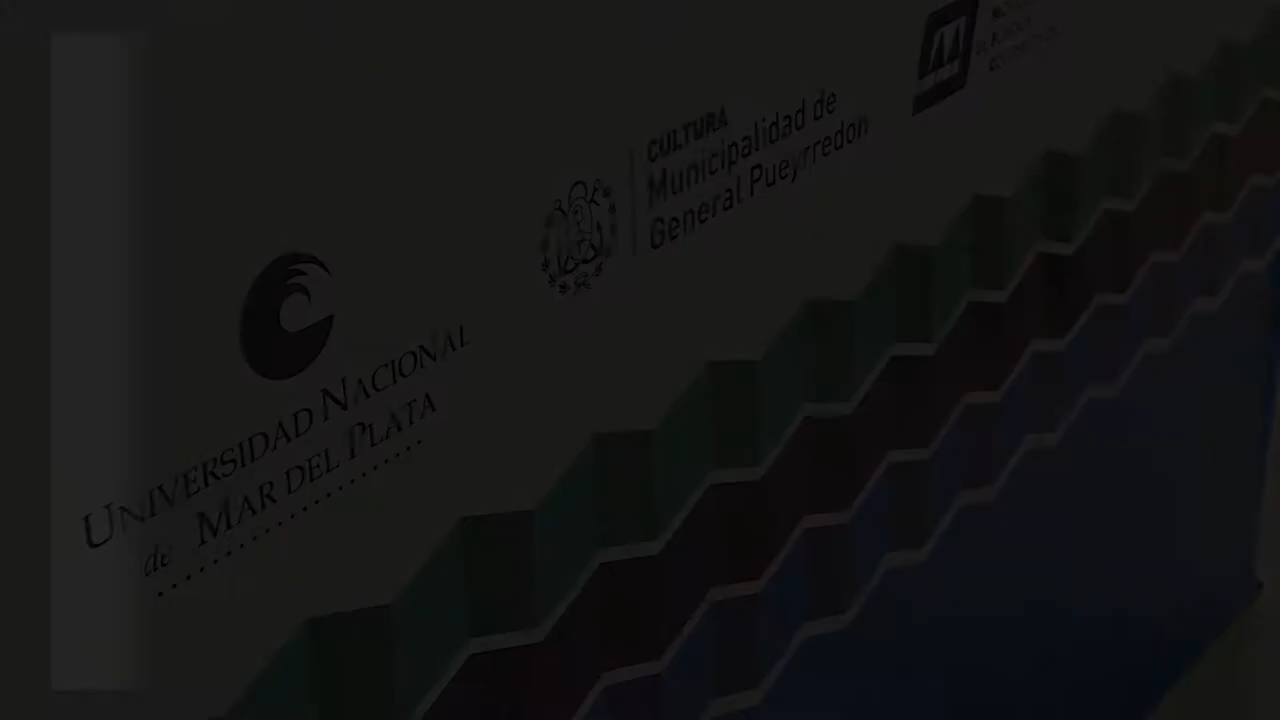 CULTURA
Municipalidad de
General Pueyrredon
UNIVERSIDAD NACIONAL
de MAR DEL PLATA